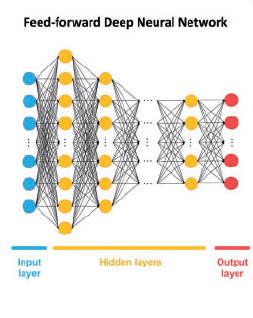 Feed-forward Deep Neural Network
Input
layer
Hidden layers
Output
layer